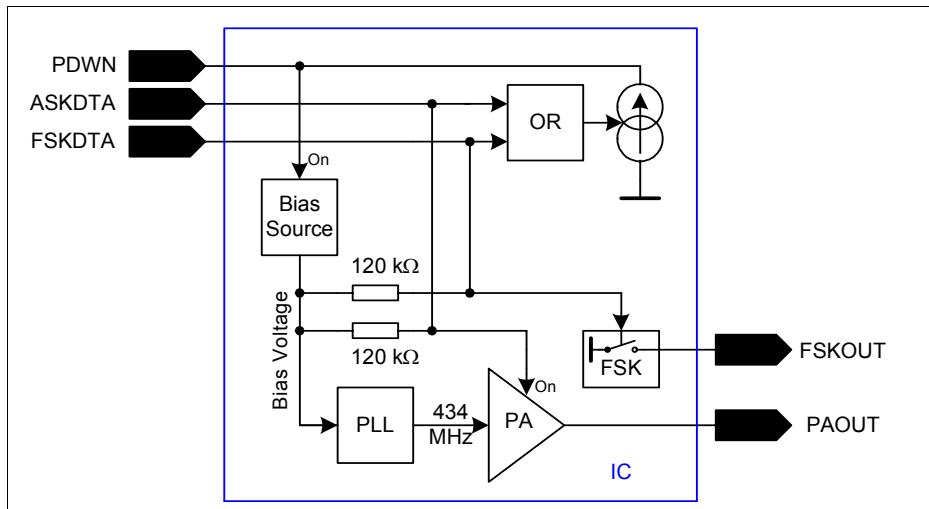 PDWN
ASKDTA
FSKDTA
OR
On
Bias
Source
120 kΩ
Bias Voltage
120 kΩ
FSK
FSKOUT
On
PLL
434
MHz
PA
PAOUT
IC